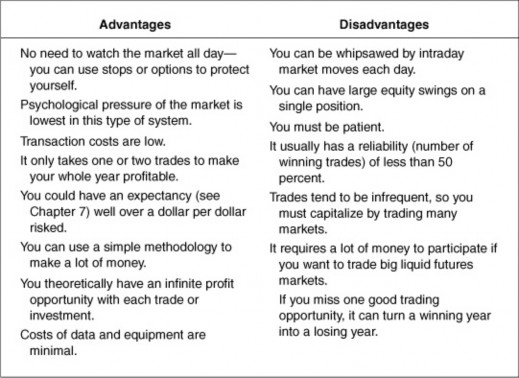 Advantages
No need to watch the market all day—
you can use stops or options to protect
yourself.
Psychological pressure of the market is
lowest in this type of system.
Transaction costs are low.
It only takes one or two trades to make
your whole year profitable.
You could have an expectancy (see
Chapter 7) well over a dollar per dollar
risked.
You can use a simple methodology to
make a lot of money.
You theoretically have an infinite profit
opportunity with each trade or
investment.
Costs of data and equipment are
minimal.
Disadvantages
You can be whipsawed by intraday
market moves each day.
You can have large equity swings on a
single position.
You must be patient.
It usually has a reliability (number of
winning trades) of less than 50
percent.
Trades tend to be infrequent, so you
must capitalize by trading many
markets.
It requires a lot of money to participate if
you want to trade big liquid futures
markets.
If you miss one good trading
opportunity, it can turn a winning year
into a losing year.